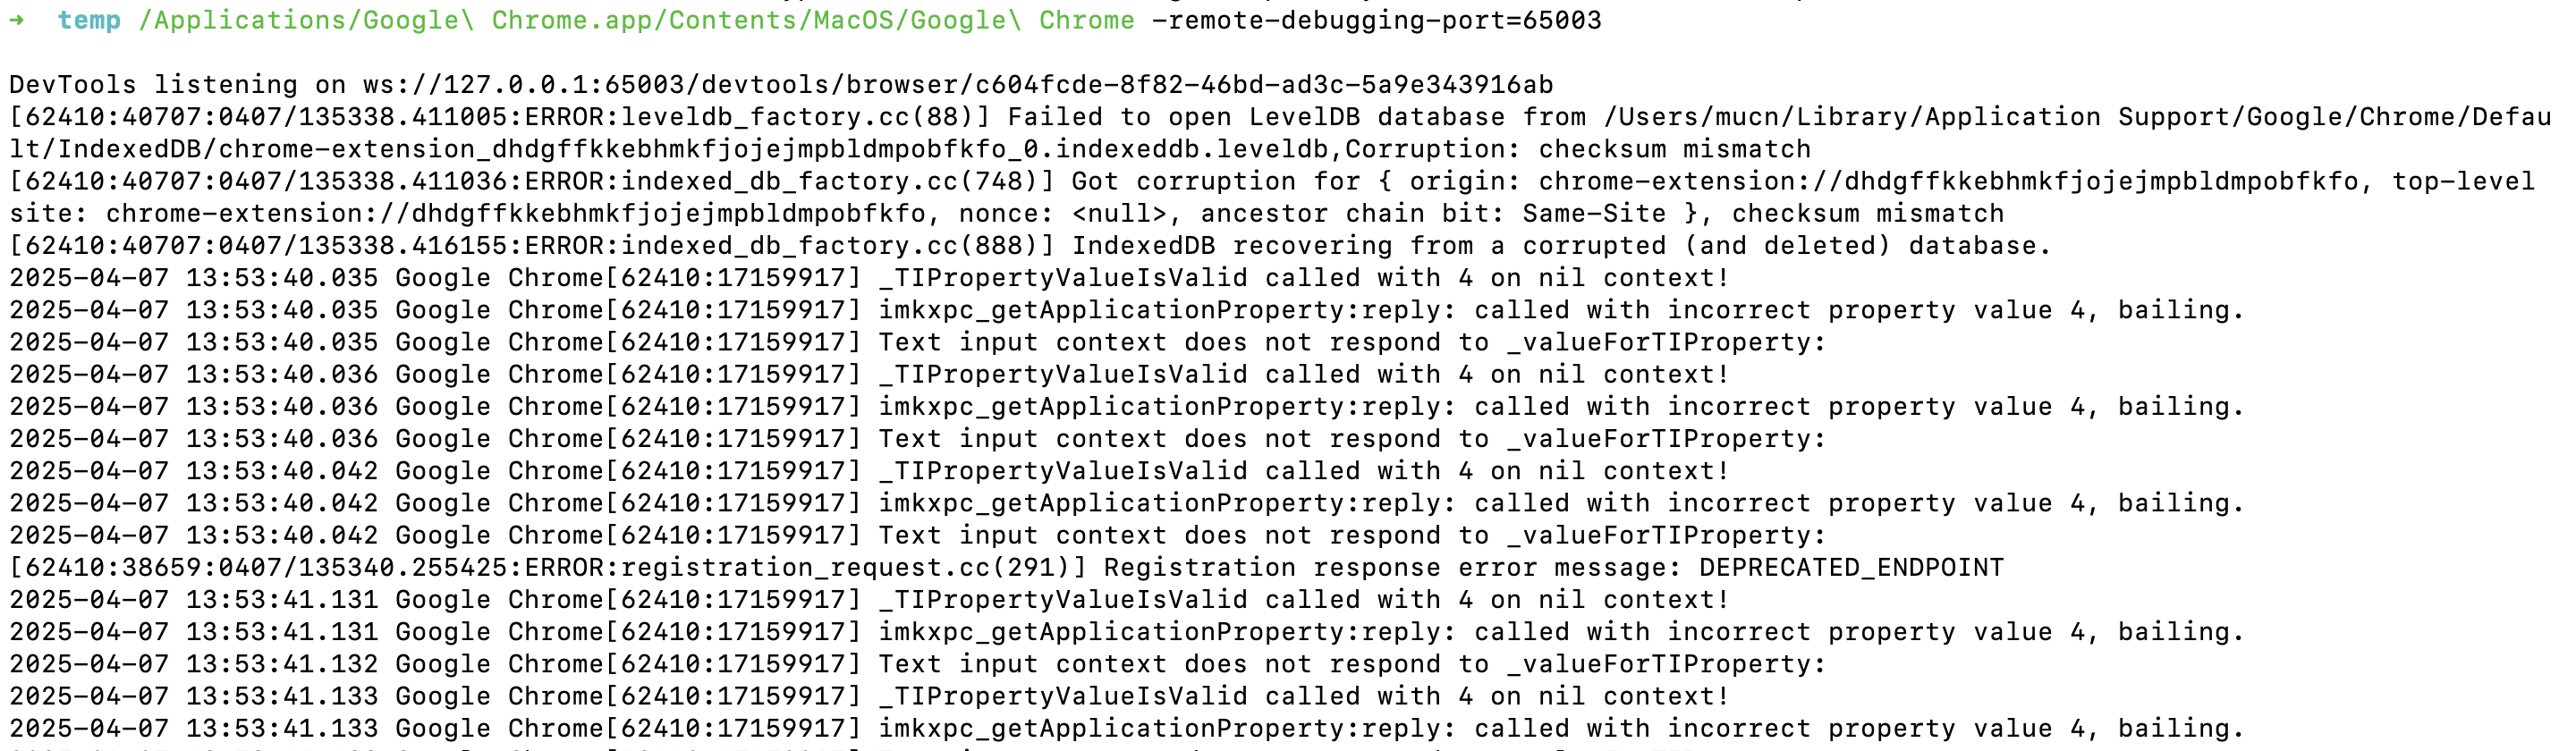 → temp /Applications/Google\ Chrome.app/Contents/MacOS/Google\ Chrome -remote-debugging-port=65003
DevTools listening on ws://127.0.0.1:65003/devtools/browser/c604fcde-8f82-46bd-ad3c-5a9e343916ab
[62410:40707:0407/135338.411005:ERROR:leveldb_factory.cc(88)] Failed to open LevelDB database from /Users/mucn/Library/Application Support/Google/Chrome/Defau
lt/IndexedDB/chrome-extension_dhdgffkkebhmkfjojejmpbldmpobfkfo_0.indexeddb.leveldb,Corruption: checksum mismatch
[62410:40707:0407/135338.411036:ERROR:indexed_db_factory.cc(748)] Got corruption for { origin: chrome-extension://dhdgffkkebhmkfjojejmpbldmpobfkfo, top-level
site: chrome-extension://dhdgffkkebhmkfjojejmpbldmpobfkfo, nonce: <null>, ancestor chain bit: Same-Site }, checksum mismatch
[62410:40707:0407/135338.416155:ERROR:indexed_db_factory.cc(888)] IndexedDB recovering from a corrupted (and deleted) database.
2025-04-07 13:53:40.035 Google Chrome[62410:17159917] _TIPropertyValueIsValid called with 4 on nil context!
2025-04-07 13:53:40.035 Google Chrome[62410:17159917] imkxpc_getApplicationProperty:reply: called with incorrect property value 4, bailing.
2025-04-07 13:53:40.035 Google Chrome[62410:17159917] Text input context does not respond to _valueForTIProperty:
2025-04-07 13:53:40.036 Google Chrome[62410:17159917] _TIPropertyValueIsValid called with 4 on nil context!
2025-04-07 13:53:40.036 Google Chrome[62410:17159917] imkxpc_getApplicationProperty:reply: called with incorrect property value 4, bailing.
2025-04-07 13:53:40.036 Google Chrome[62410:17159917] Text input context does not respond to _valueForTIProperty:
2025-04-07 13:53:40.042 Google Chrome[62410:17159917] _TIPropertyValueIsValid called with 4 on nil context!
2025-04-07 13:53:40.042 Google Chrome[62410:17159917] imkxpc_getApplicationProperty:reply: called with incorrect property value 4, bailing.
2025-04-07 13:53:40.042 Google Chrome[62410:17159917] Text input context does not respond to _valueForTIProperty:
[62410:38659:0407/135340.255425:ERROR:registration_request.cc(291)] Registration response error message: DEPRECATED_ENDPOINT
2025-04-07 13:53:41.131 Google Chrome[62410:17159917] _TIPropertyValueIsValid called with 4 on nil context!
2025-04-07 13:53:41.131 Google Chrome[62410:17159917] imkxpc_getApplicationProperty:reply: called with incorrect property value 4, bailing.
2025-04-07 13:53:41.132 Google Chrome[62410:17159917] Text input context does not respond to _valueForTIProperty:
2025-04-07 13:53:41.133 Google Chrome[62410:17159917] _TIPropertyValueIsValid called with 4 on nil context!
2025-04-07 13:53:41.133 Google Chrome[62410:17159917] imkxpc_getApplicationProperty:reply: called with incorrect property value 4, bailing.